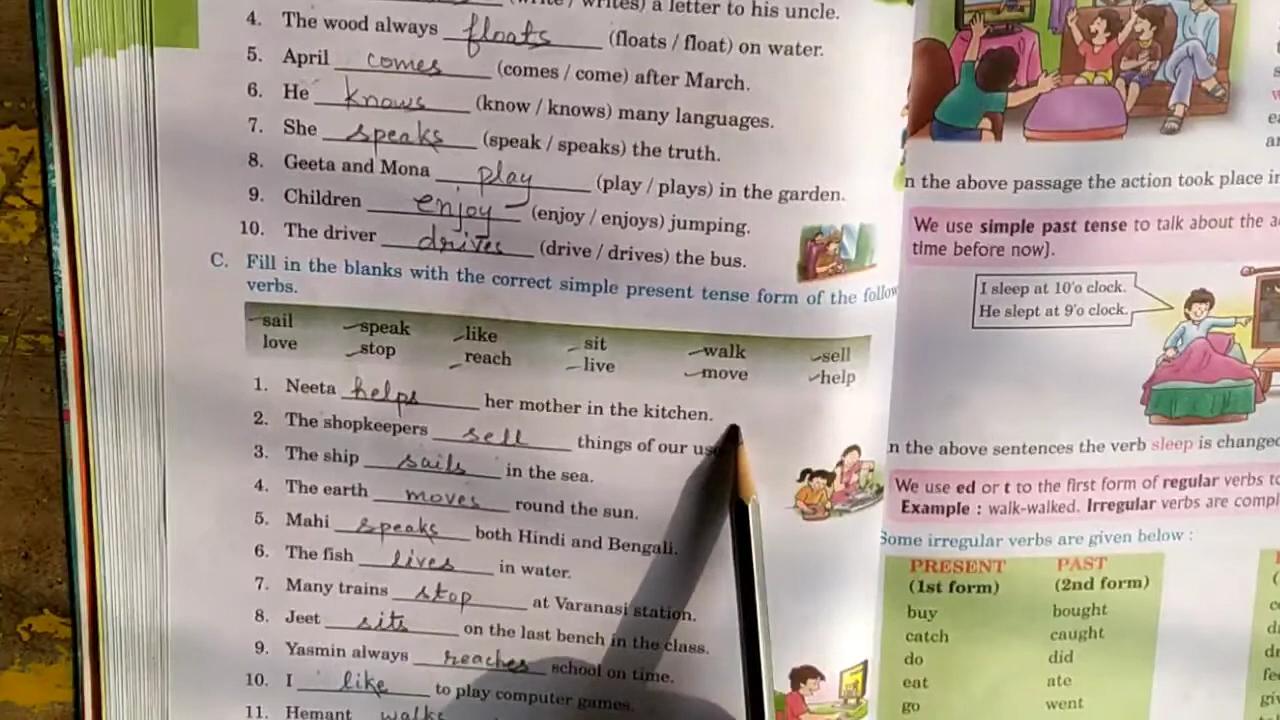 (write / writes) a letter to his uncle.
4. The wood always floats (floats / float) on water.
5. April comes (comes / come) after March.
6. He knows (know / knows) many languages.
7. She speaks (speak / speaks) the truth.
8. Geeta and Mona play (play / plays) in the garden.
9. Children enjoy (enjoy / enjoys) jumping.
10. The driver drives (drive / drives) the bus.
C. Fill in the blanks with the correct simple present tense form of the follow
verbs.
sail speak like sit walk sell
love stop reach live move help
1. Neeta helps her mother in the kitchen.
2. The shopkeepers sell things of our us
3. The ship sails in the sea.
4. The earth moves round the sun.
5. Mahi speaks both Hindi and Bengali.
6. The fish lives in water.
7. Many trains stop at Varanasi station.
8. Jeet sits on the last bench in the class.
9. Yasmin always reaches school on time.
10. I like to play computer games.
11. Hemant walks
n the above passage the action took place in
We use simple past tense to talk about the a
time before now].
I sleep at 10'o clock.
He slept at 9'o clock.
n the above sentences the verb sleep is changed
We use ed or t to the first form of regular verbs to
Example : walk-walked. Irregular verbs are compl
Some irregular verbs are given below :
PRESENT PAST
(1st form) (2nd form)
buy bought
catch caught
do did
eat ate
go went